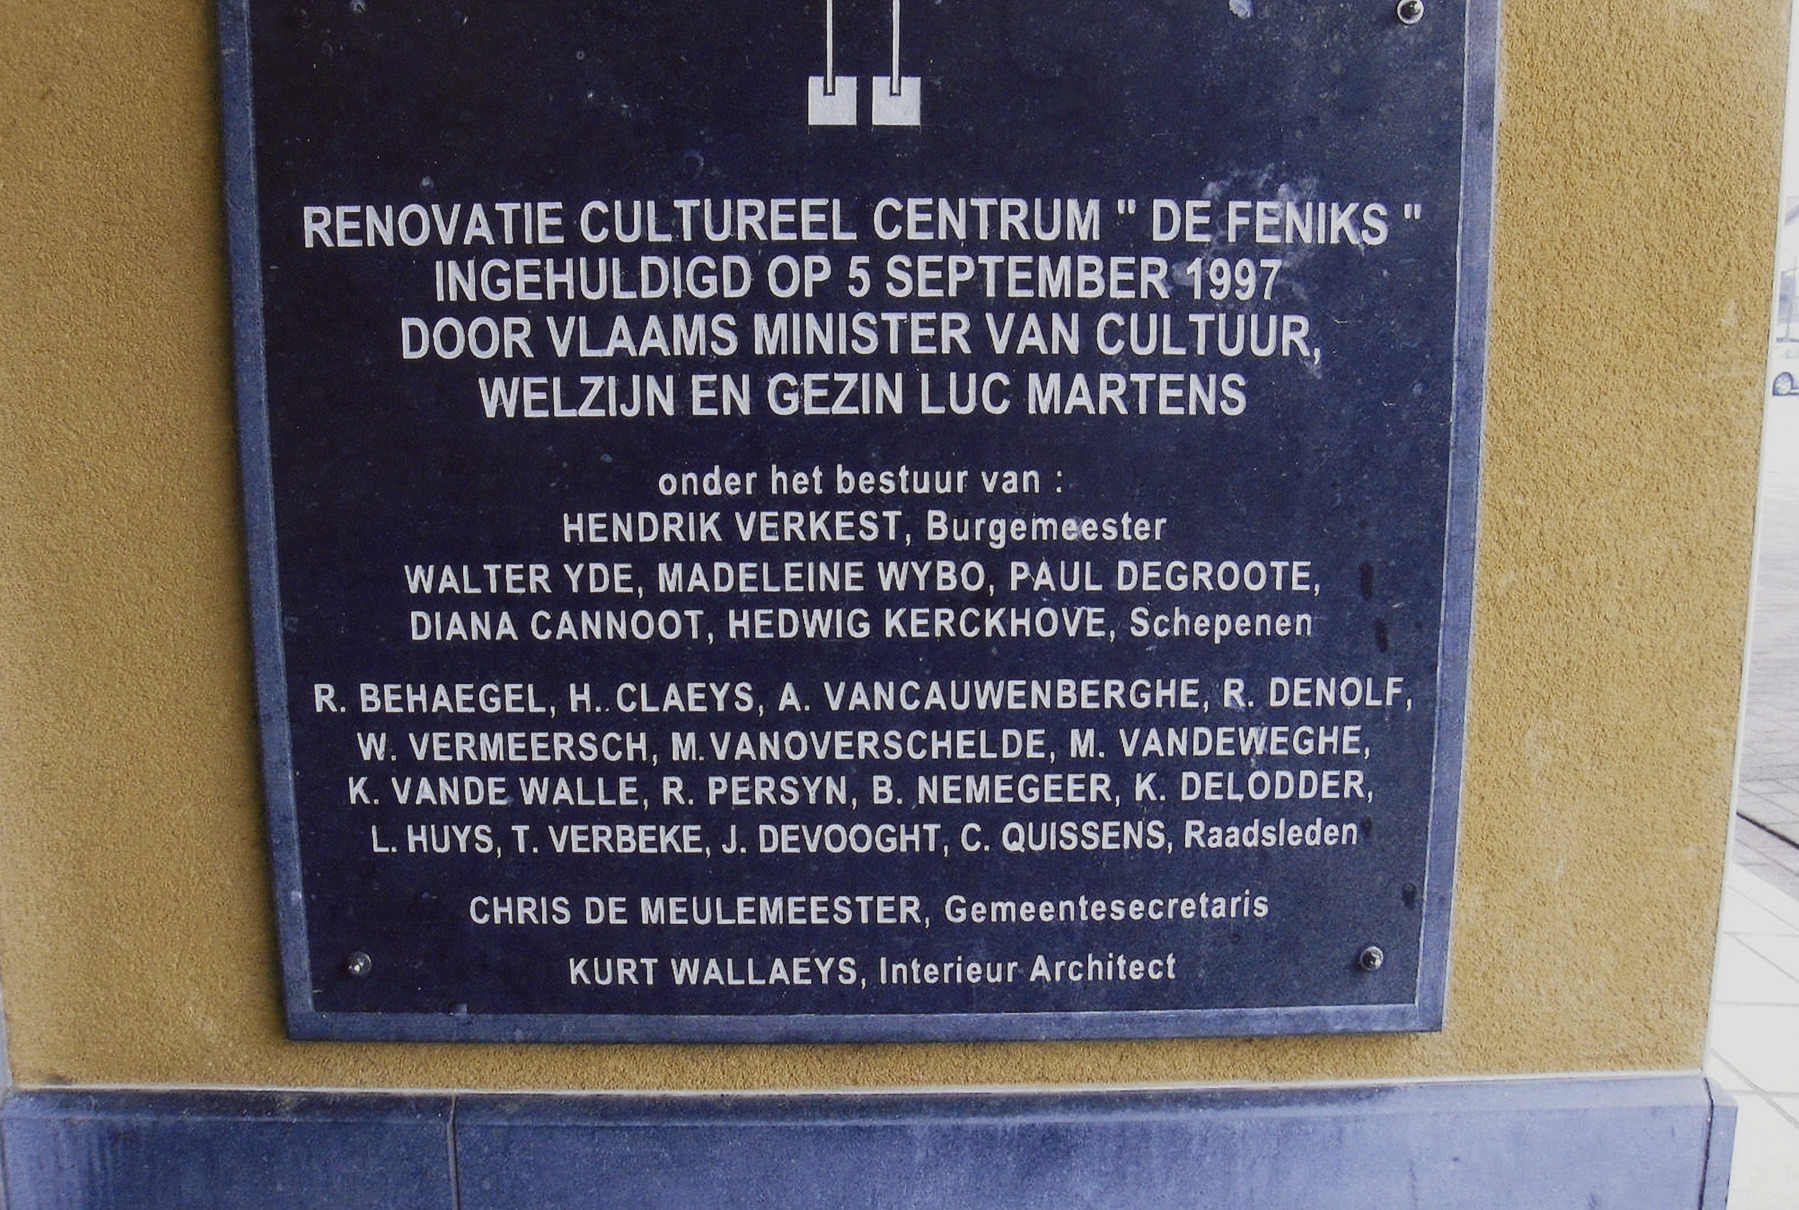 RENOVATIE CULTUREEL CENTRUM " DE FENIKS "
INGEHULDIGD OP 5 SEPTEMBER 1997
DOOR VLAAMS MINISTER VAN CULTUUR,
WELZIJN EN GEZIN LUC MARTENS
onder het bestuur van :
HENDRIK VERKEST, Burgemeester
WALTER YDE, MADELEINE WYBO, PAUL DEGROOTE,
DIANA CANNOOT, HEDWIG KERCKHOVE, Schepenen
R. BEHAEGEL, H.. CLAEYS, A. VANCAUWENBERGHE, R. DENOLF,
W. VERMEERSCH, M.VANOVERSCHELDE, M. VANDEWEGHE,
K. VANDE WALLE, R. PERSYN, B. NEMEGEER, K. DELODDER,
L. HUYS, T. VERBEKE, J. DEVOOGHT, C. QUISSENS, Raadsleden
CHRIS DE MEULEMEESTER, Gemeentesecretaris
KURT WALLAEYS, Interieur Architect